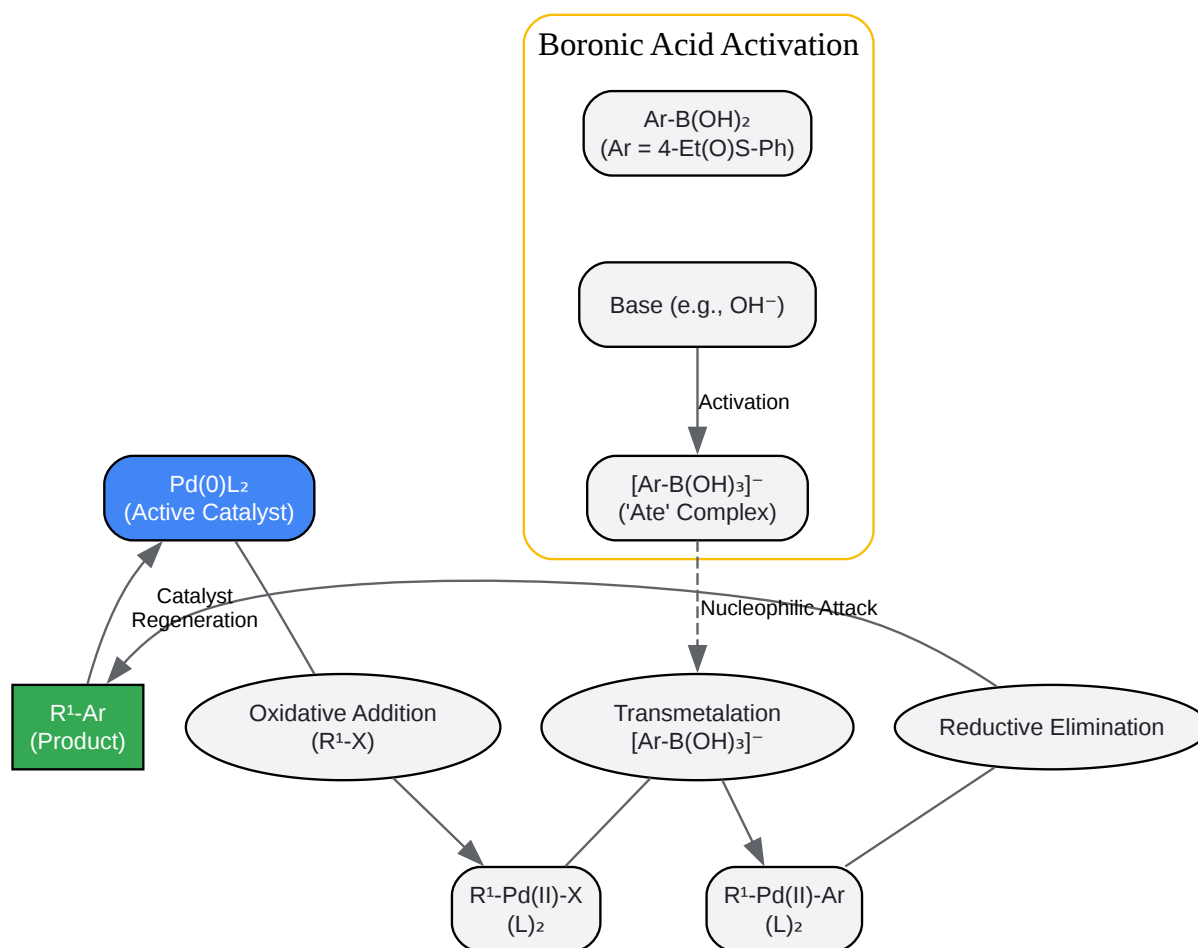 Boronic Acid Activation
Ar-B(OH)₂
(Ar = 4-Et(O)S-Ph)
Base (e.g., OH⁻)
Activation
[Ar-B(OH)₃]⁻
('Ate' Complex)
Pd(0)L₂
(Active Catalyst)
Catalyst
Regeneration
Nucleophilic Attack
R¹-Ar
(Product)
Oxidative Addition
(R¹-X)
Transmetalation
[Ar-B(OH)₃]⁻
Reductive Elimination
R¹-Pd(II)-X
(L)₂
R¹-Pd(II)-Ar
(L)₂